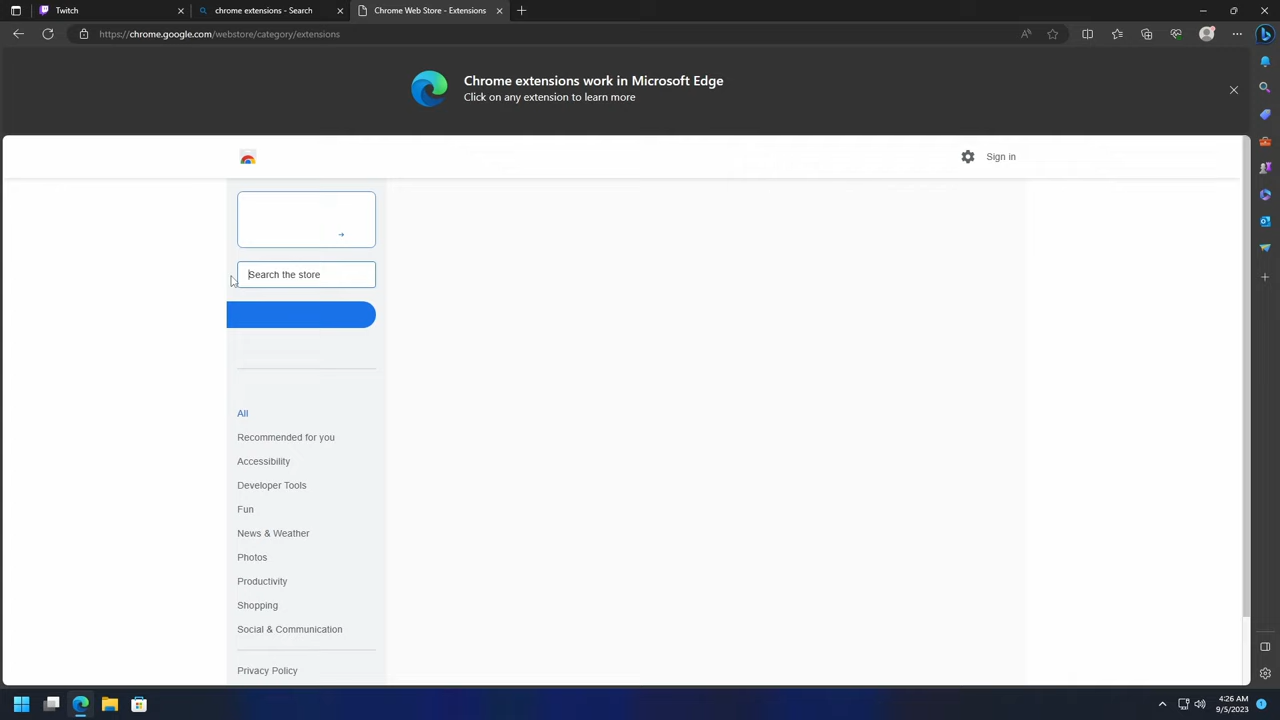 Twitch
chrome extensions - Search
Chrome Web Store - Extensions
https://chrome.google.com/webstore/category/extensions
Chrome extensions work in Microsoft Edge
Click on any extension to learn more
Sign in
Search the store
All
Recommended for you
Accessibility
Developer Tools
Fun
News & Weather
Photos
Productivity
Shopping
Social & Communication
Privacy Policy
4:26 AM
9/5/2023
1